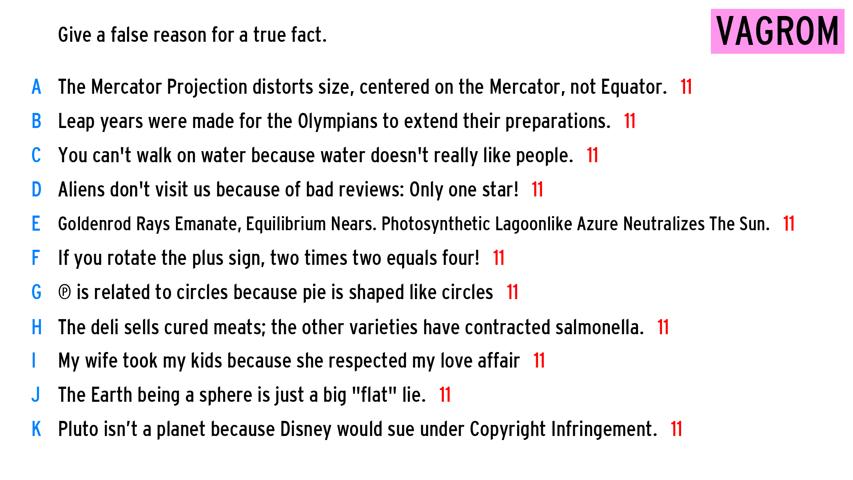 Give a false reason for a true fact.
VAGROM
A The Mercator Projection distorts size, centered on the Mercator, not Equator. 11
B Leap years were made for the Olympians to extend their preparations. 11
C You can't walk on water because water doesn't really like people. 11
D Aliens don't visit us because of bad reviews: Only one star! 11
E Goldenrod Rays Emanate, Equilibrium Nears. Photosynthetic Lagoonlike Azure Neutralizes The Sun. 11
F If you rotate the plus sign, two times two equals four! 11
G ℗ is related to circles because pie is shaped like circles 11
H The deli sells cured meats; the other varieties have contracted salmonella. 11
I My wife took my kids because she respected my love affair 11
J The Earth being a sphere is just a big "flat" lie. 11
K Pluto isn’t a planet because Disney would sue under Copyright Infringement. 11